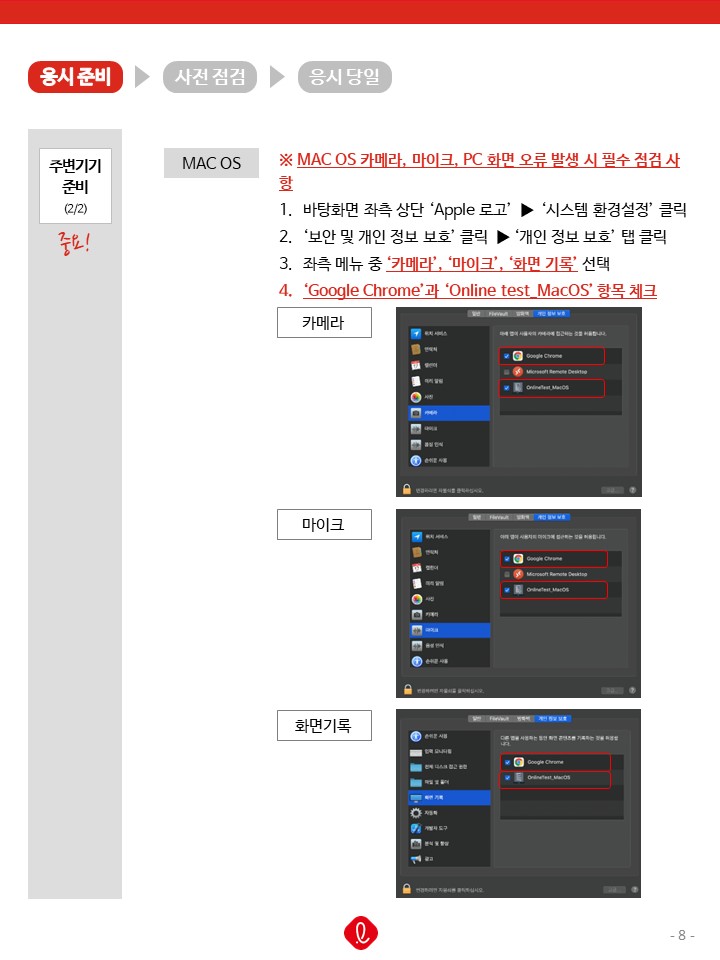 응시 준비
사전 점검
응시 당일
주변기기
준비
(2/2)
중요!
MAC OS
※ MAC OS 카메라, 마이크, PC 화면 오류 발생 시 필수 점검 사
항
1. 바탕화면 좌측 상단 ‘Apple 로고’ ▶ ‘시스템 환경설정’ 클릭
2. ‘보안 및 개인 정보 보호’ 클릭 ▶ ‘개인 정보 보호’ 탭 클릭
3. 좌측 메뉴 중 ‘카메라’, ‘마이크’, ‘화면 기록’ 선택
4. ‘Google Chrome’과 ‘Online test_MacOS’ 항목 체크
카메라
일반 FileVault 방화벽 개인 정보 보호
위치 서비스
연락처
캘린더
미리 알림
사진
카메라
마이크
음성 인식
손쉬운 사용
아래 앱이 사용자의 카메라에 접근하는 것을 허용합니다.
Google Chrome
Microsoft Remote Desktop
OnlineTest_MacOS
변경하려면 자물쇠를 클릭하십시오.
마이크
일반 FileVault 방화벽 개인 정보 보호
위치 서비스
연락처
캘린더
미리 알림
사진
카메라
마이크
음성 인식
손쉬운 사용
아래 앱이 사용자의 마이크에 접근하는 것을 허용합니다.
Google Chrome
Microsoft Remote Desktop
OnlineTest_MacOS
변경하려면 자물쇠를 클릭하십시오.
화면기록
일반 FileVault 방화벽 개인 정보 보호
손쉬운 사용
입력 모니터링
전체 디스크 접근 권한
파일 및 폴더
화면 기록
자동화
개발자 도구
분석 및 향상
광고
다른 앱을 사용하는 동안 화면 콘텐츠를 기록하는 것을 허용합
니다.
Google Chrome
OnlineTest_MacOS
변경하려면 자물쇠를 클릭하십시오.
- 8 -